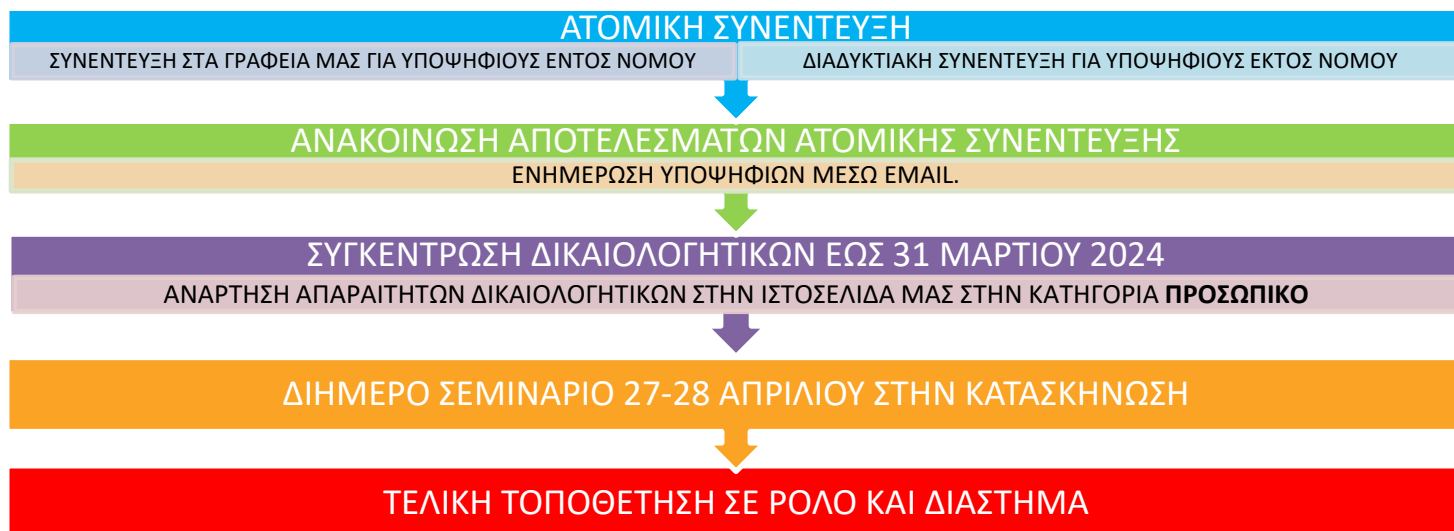 ΑΤΟΜΙΚΗ ΣΥΝΕΝΤΕΥΞΗ
ΣΥΝΕΝΤΕΥΞΗ ΣΤΑ ΓΡΑΦΕΙΑ ΜΑΣ ΓΙΑ ΥΠΟΨΗΦΙΟΥΣ ΕΝΤΟΣ ΝΟΜΟΥ
ΔΙΑΔΥΚΤΙΑΚΗ ΣΥΝΕΝΤΕΥΞΗ ΓΙΑ ΥΠΟΨΗΦΙΟΥΣ ΕΚΤΟΣ ΝΟΜΟΥ
ΑΝΑΚΟΙΝΩΣΗ ΑΠΟΤΕΛΕΣΜΑΤΩΝ ΑΤΟΜΙΚΗΣ ΣΥΝΕΝΤΕΥΞΗΣ
ΕΝΗΜΕΡΩΣΗ ΥΠΟΨΗΦΙΩΝ ΜΕΣΩ EMAIL.
ΣΥΓΚΕΝΤΡΩΣΗ ΔΙΚΑΙΟΛΟΓΗΤΙΚΩΝ ΕΩΣ 31 ΜΑΡΤΙΟΥ 2024
ΑΝΑΡΤΗΣΗ ΑΠΑΡΑΙΤΗΤΩΝ ΔΙΚΑΙΟΛΟΓΗΤΙΚΩΝ ΣΤΗΝ ΙΣΤΟΣΕΛΙΔΑ ΜΑΣ ΣΤΗΝ ΚΑΤΗΓΟΡΙΑ ΠΡΟΣΩΠΙΚΟ
ΔΙΗΜΕΡΟ ΣΕΜΙΝΑΡΙΟ 27-28 ΑΠΡΙΛΙΟΥ ΣΤΗΝ ΚΑΤΑΣΚΗΝΩΣΗ
ΤΕΛΙΚΗ ΤΟΠΟΘΕΤΗΣΗ ΣΕ ΡΟΛΟ ΚΑΙ ΔΙΑΣΤΗΜΑ